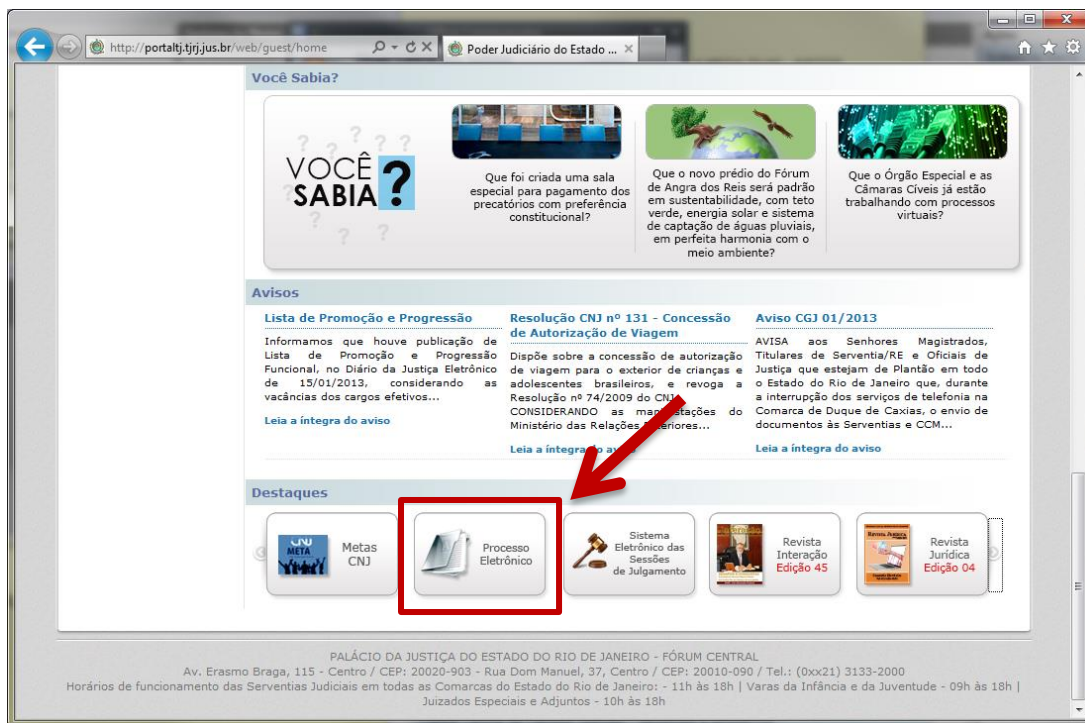 http://portaltj.tjrj.jus.br/web/guest/home
Poder Judiciário do Estado ...
Você Sabia?
? ? ? ? ?
VOCÊ
SABIA?
? ? ?
Que foi criada uma sala
especial para pagamento dos
precatórios com preferência
constitucional?
Que o novo prédio do Fórum
de Angra dos Reis será padrão
em sustentabilidade, com teto
verde, energia solar e sistema
de captação de águas pluviais,
em perfeita harmonia com o
meio ambiente?
Que o Órgão Especial e as
Câmaras Cíveis já estão
trabalhando com processos
virtuais?
Avisos
Lista de Promoção e Progressão
Informamos que houve publicação de
Lista de Promoção e Progressão
Funcional, no Diário da Justiça Eletrônico
de 15/01/2013, considerando as
vacâncias dos cargos efetivos...
Leia a íntegra do aviso
Resolução CNJ nº 131 - Concessão
de Autorização de Viagem
Dispõe sobre a concessão de autorização
de viagem para o exterior de crianças e
adolescentes brasileiros, e revoga a
Resolução nº 74/2009 do CNJ
CONSIDERANDO as do
Ministério das Relações
Leia a íntegra do
Aviso CGJ 01/2013
AVISA aos Senhores Magistrados,
Titulares de Serventia/RE e Oficiais de
Justiça que estejam de Plantão em todo
o Estado do Rio de Janeiro que, durante
a interrupção dos serviços de telefonia na
Comarca de Duque de Caxias, o envio de
documentos às Serventias e CCM...
Leia a íntegra do aviso
Destaques
CNJ
META
Metas
CNJ
Processo
Eletrônico
Sistema
Eletrônico das
Sessões
de Julgamento
Revista
Interação
Edição 45
Revista
Jurídica
Edição 04
PALÁCIO DA JUSTIÇA DO ESTADO DO RIO DE JANEIRO - FÓRUM CENTRAL
Av. Erasmo Braga, 115 - Centro / CEP: 20020-903 - Rua Dom Manuel, 37, Centro / CEP: 20010-090 / Tel.: (0xx21) 3133-2000
Horários de funcionamento das Serventias Judiciais em todas as Comarcas do Estado do Rio de Janeiro: - 11h às 18h | Varas da Infância e da Juventude - 09h às 18h |
Juizados Especiais e Adjuntos - 10h às 18h